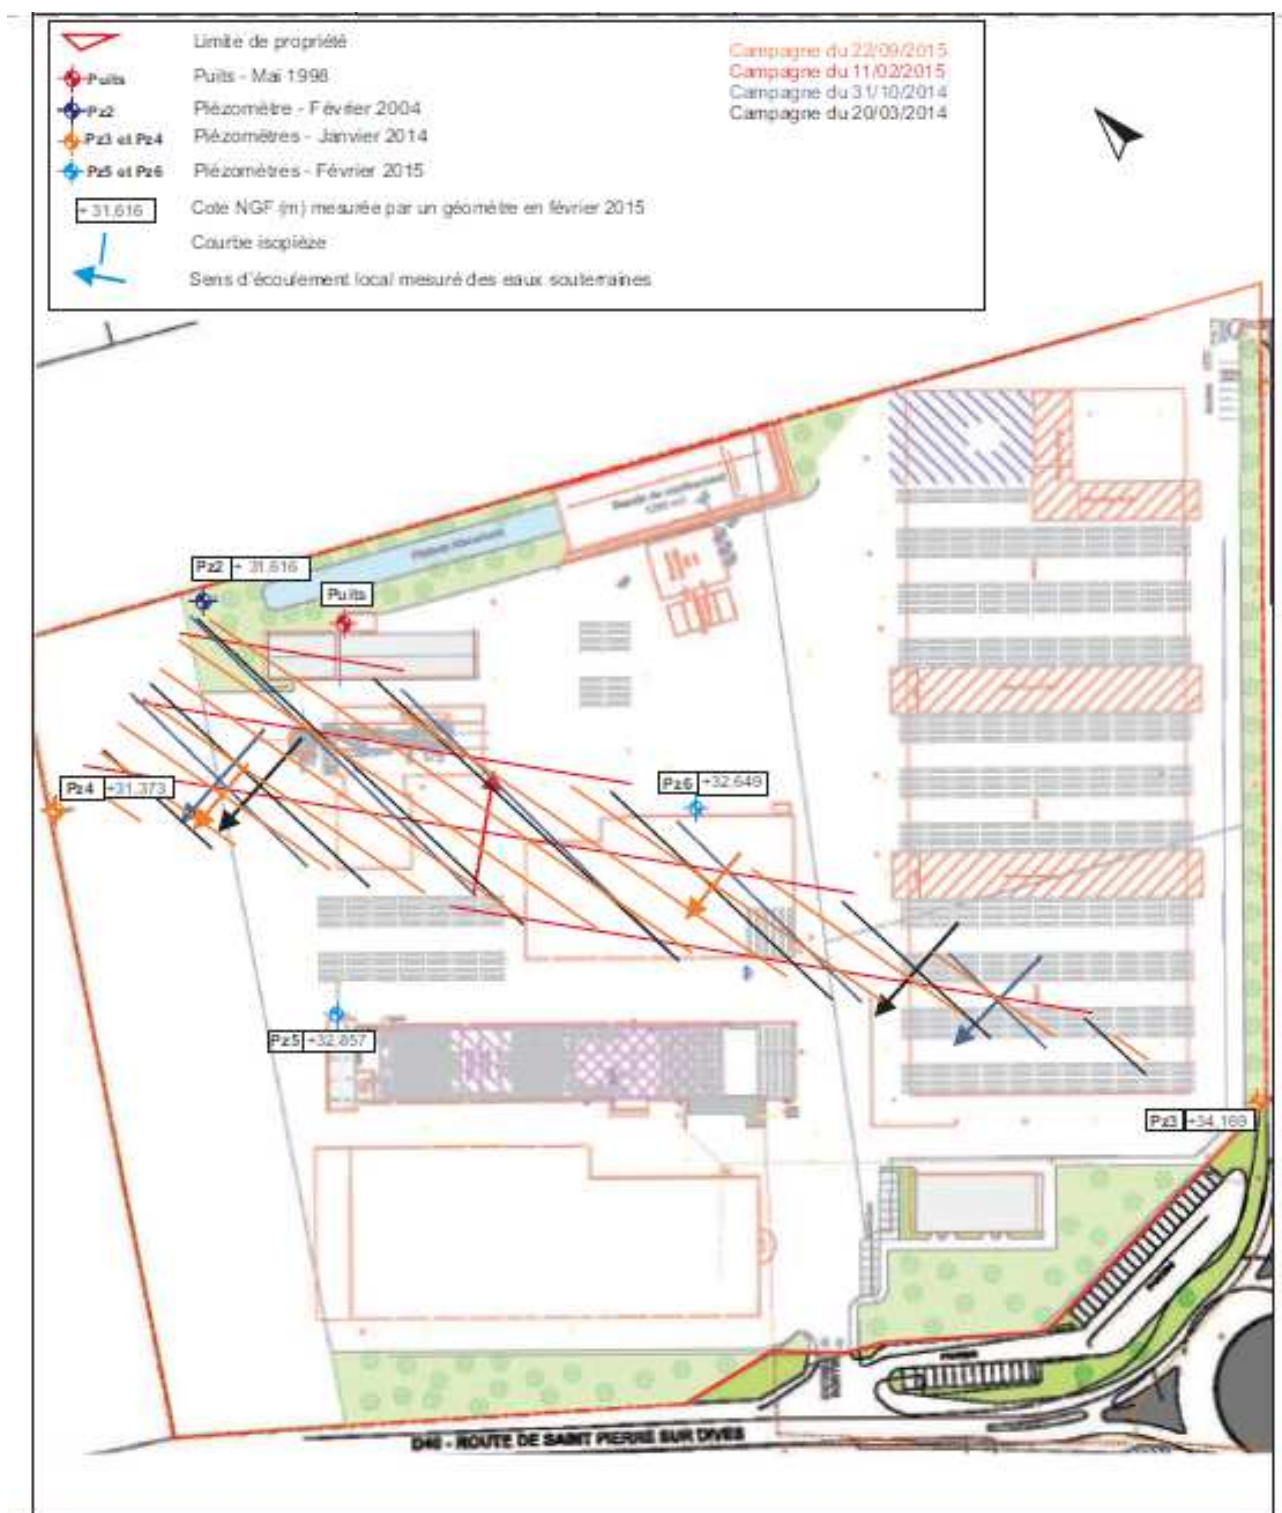 Limite de propriété
Puits
Puits - Mai 1998
Pz2
Piézomètre - Février 2004
Pz3 et Pz4
Piézomètres - Janvier 2014
Pz5 et Pz6
Piézomètres - Février 2015
+ 31,616
Cote NGF (m) mesurée par un géomètre en février 2015
Courbe isopièze
Sens d'écoulement local mesuré des eaux souterraines
Campagne du 22/09/2015
Campagne du 11/02/2015
Campagne du 31/10/2014
Campagne du 20/03/2014
Pz2 + 31,616
Puits
Pz4 +31,373
Pz6 +32,649
Pz5 +32,857
Pz3 +34,169
D40 - ROUTE DE SAINT PIERRE SUR DIVES